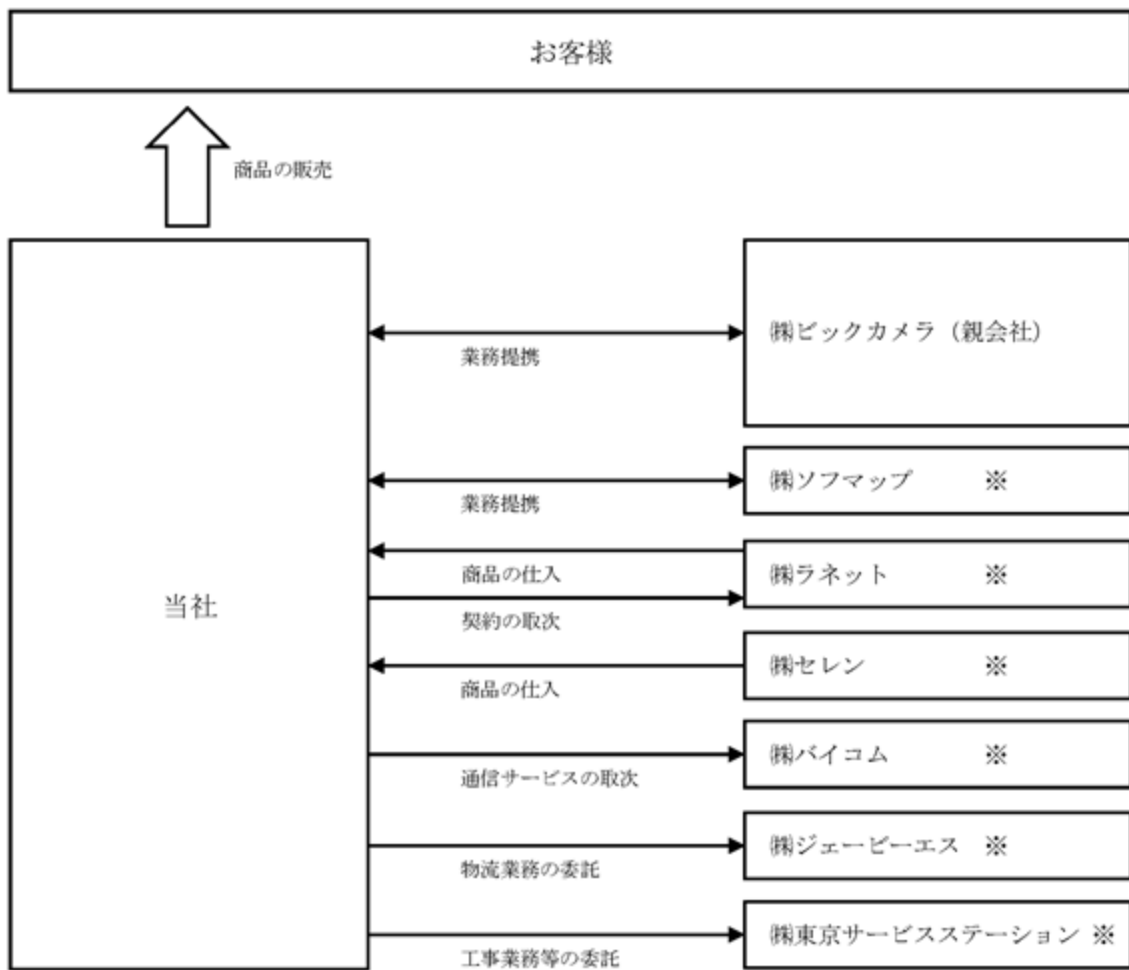 お客様
商品の販売
当社
業務提携
㈱ビックカメラ（親会社）
業務提携
㈱ソフマップ ※
商品の仕入
契約の取次
㈱ラネット ※
商品の仕入
㈱セレン ※
通信サービスの取次
㈱バイコム ※
物流業務の委託
㈱ジェービーエス ※
工事業務等の委託
㈱東京サービスステーション ※